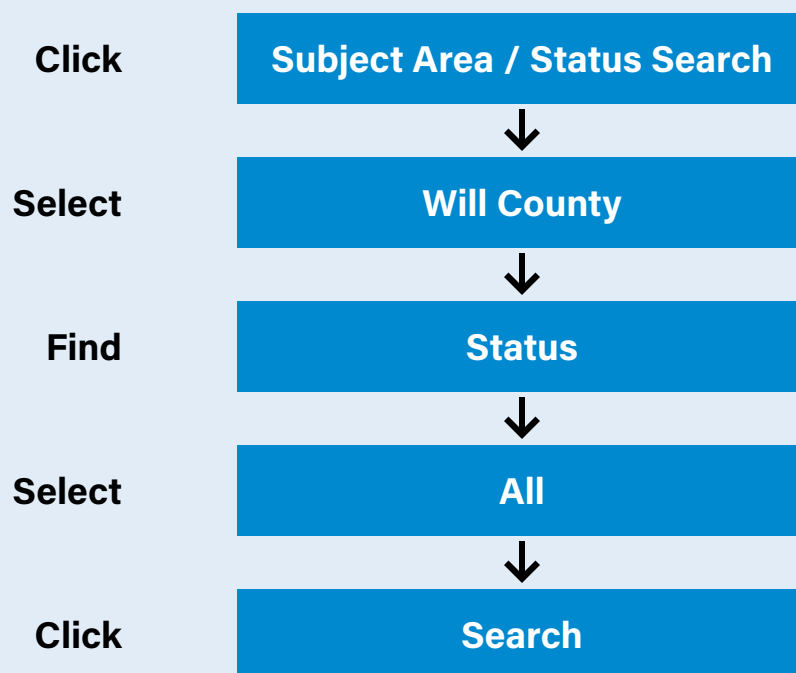 Click Subject Area / Status Search
Select Will County
Find Status
Select All
Click Search